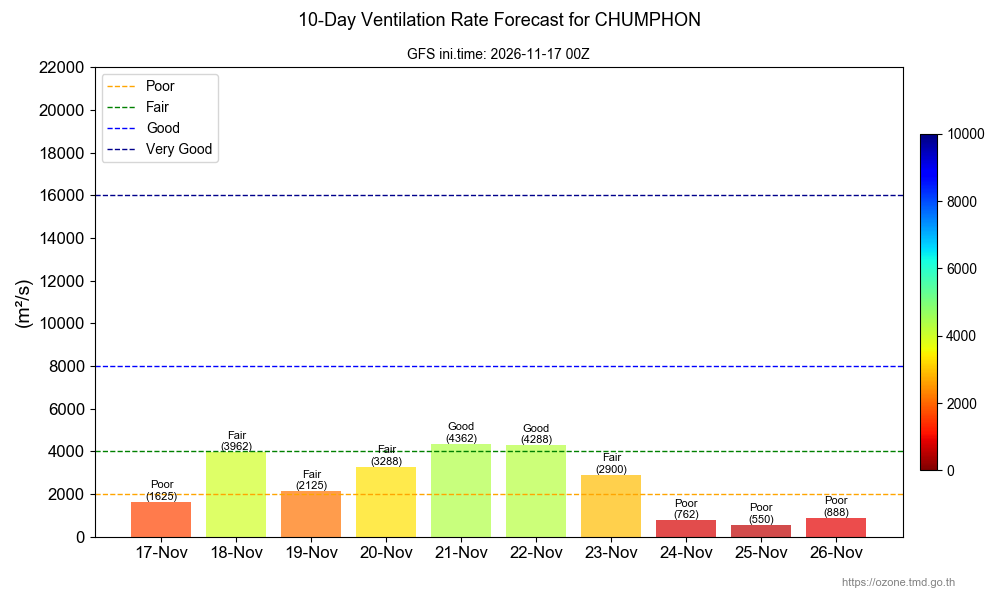 10-Day Ventilation Rate Forecast for CHUMPHON
GFS ini.time: 2026-11-17 00Z
(m²/s)
22000
20000
18000
16000
14000
12000
10000
8000
6000
4000
2000
0
Poor
Fair
Good
Very Good
Poor
(1625)
Fair
(3962)
Fair
(2125)
Fair
(3288)
Good
(4362)
Good
(4288)
Fair
(2900)
Poor
(762)
Poor
(550)
Poor
(888)
17-Nov 18-Nov 19-Nov 20-Nov 21-Nov 22-Nov 23-Nov 24-Nov 25-Nov 26-Nov
10000
8000
6000
4000
2000
0
https://ozone.tmd.go.th